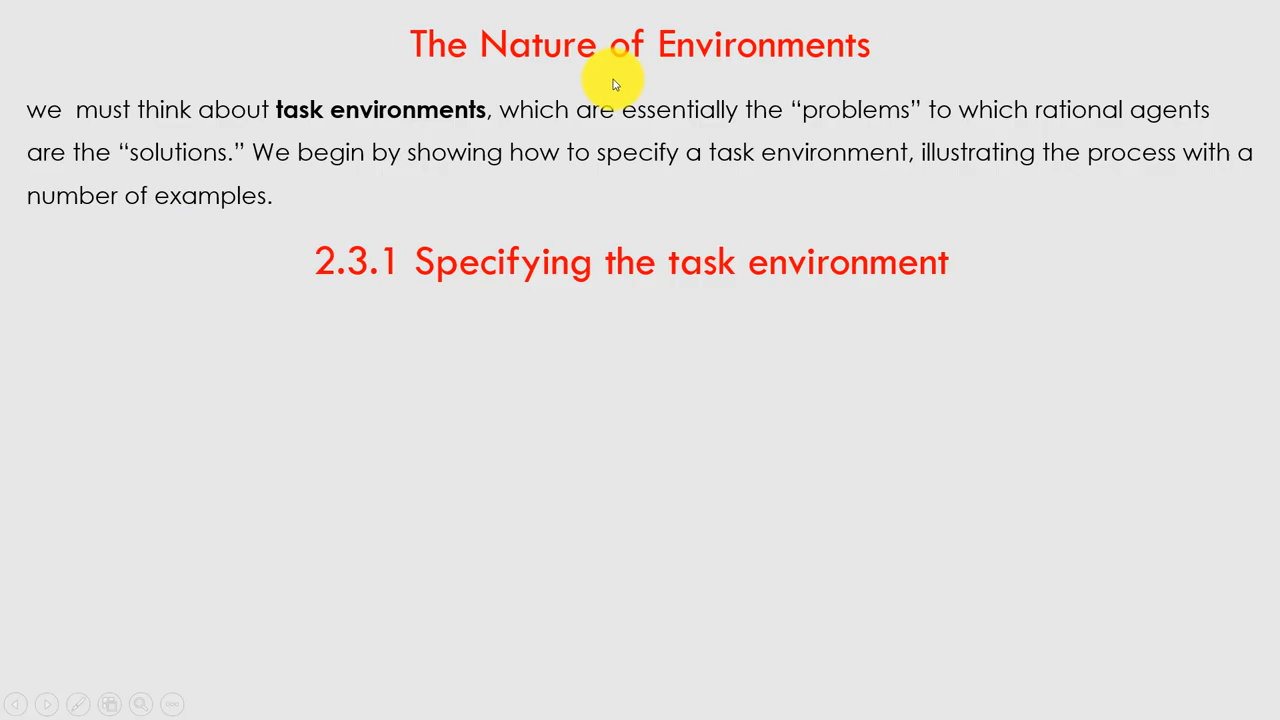 The Nature of Environments
we  must think about task environments, which are essentially the “problems” to which rational agents
are the “solutions.” We begin by showing how to specify a task environment, illustrating the process with a
number of examples.
2.3.1 Specifying the task environment